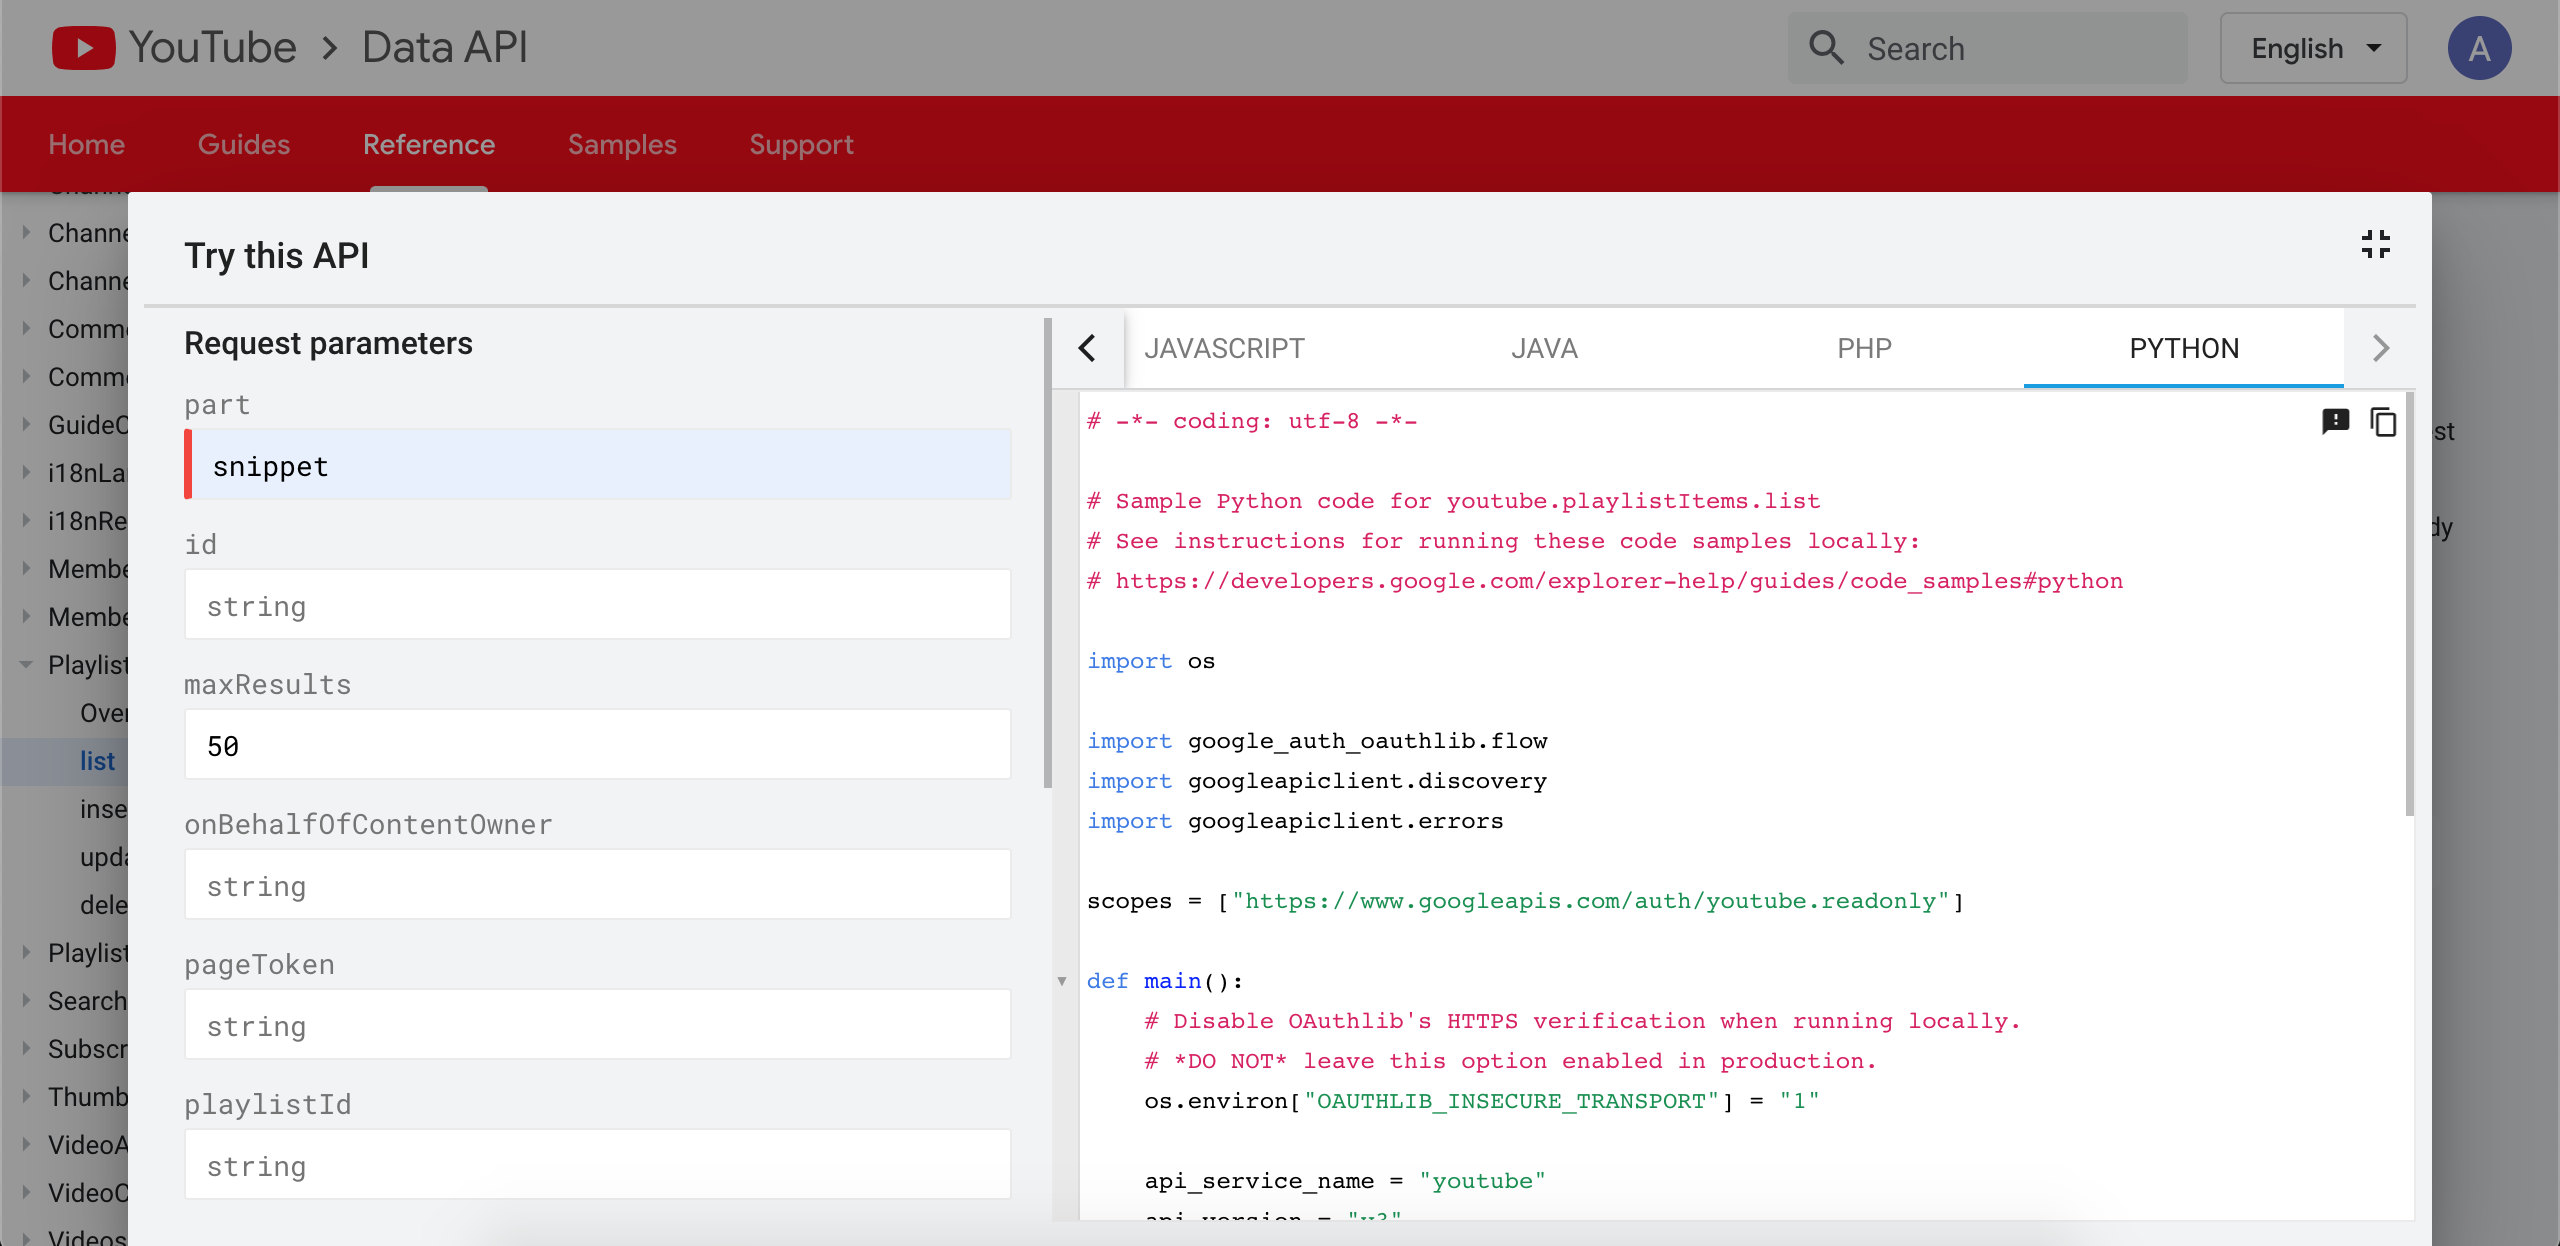 YouTube > Data API
Search
English
A
Home Guides Reference Samples Support
Try this API
Request parameters
part
snippet
id
string
maxResults
50
onBehalfOfContentOwner
string
pageToken
string
playlistId
string
JAVASCRIPT JAVA PHP PYTHON
# -*- coding: utf-8 -*-
# Sample Python code for youtube.playlistItems.list
# See instructions for running these code samples locally:
# https://developers.google.com/explorer-help/guides/code_samples#python
import os
import google_auth_oauthlib.flow
import googleapiclient.discovery
import googleapiclient.errors
scopes = ["https://www.googleapis.com/auth/youtube.readonly"]
def main():
# Disable OAuthlib's HTTPS verification when running locally.
# *DO NOT* leave this option enabled in production.
os.environ["OAUTHLIB_INSECURE_TRANSPORT"] = "1"
api_service_name = "youtube"
api_version = "v3"
Channe
Channe
Comme
Comme
GuideC
i18nLa
i18nRe
Membe
Membe
Playlist
Over
list
inse
upda
dele
Playlist
Search
Subscr
Thumb
VideoA
VideoC
Videos
st
dy